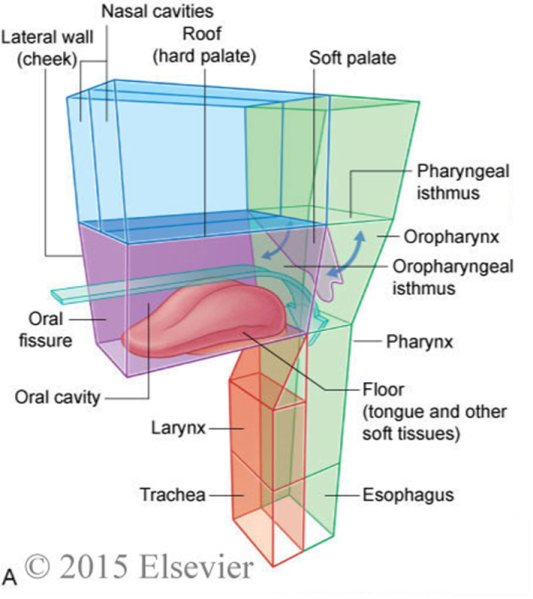 Nasal cavities
Lateral wall
(cheek)
Roof
(hard palate)
Soft palate
Pharyngeal
isthmus
Oropharynx
Oropharyngeal
isthmus
Oral
fissure
Pharynx
Oral cavity
Floor
(tongue and other
soft tissues)
Larynx
Trachea
Esophagus
A © 2015 Elsevier